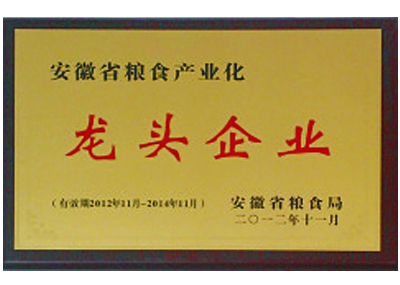 安徽省粮食产业化
龙头企业
（有效期2012年11月-2014年11月）
安徽省粮食局
二〇一二年十一月